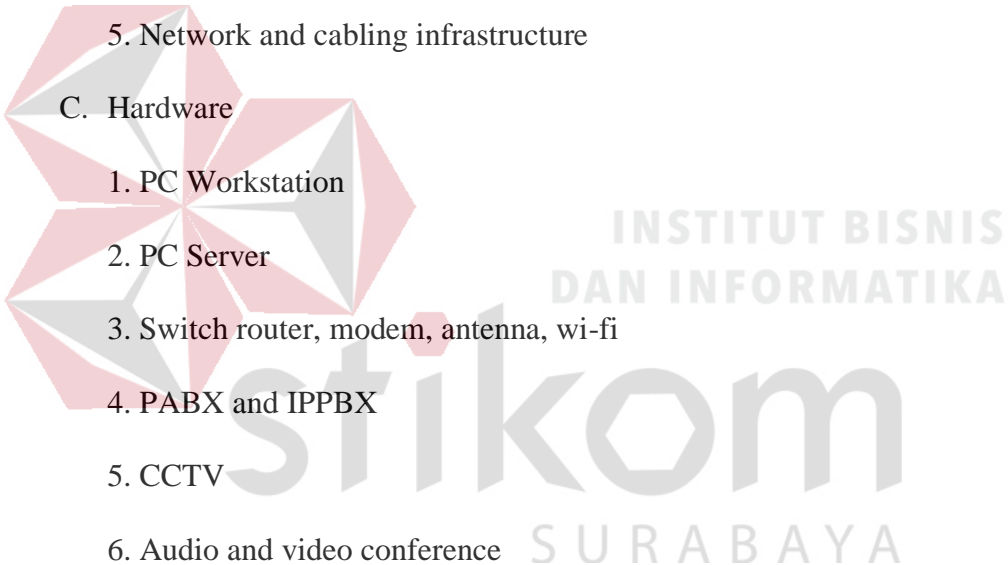 5. Network and cabling infrastructure
C. Hardware
1. PC Workstation
INSTITUT BISNIS
2. PC Server
DAN INFORMATIKA
3. Switch router, modem, antenna, wi-fi
stikom
4. PABX and IPPBX
5. CCTV
6. Audio and video conference
SURABAYA